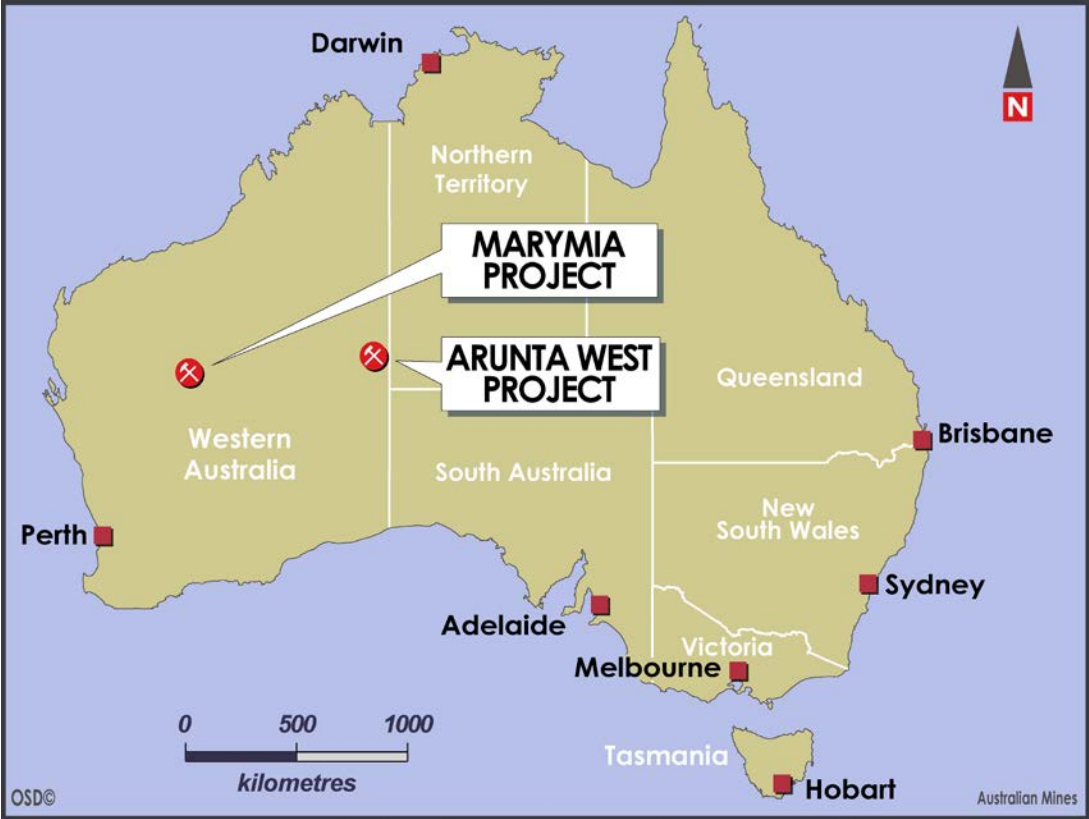 Darwin
N
Northern
Territory
MARYMIA
PROJECT
ARUNTA WEST
PROJECT
Queensland
Brisbane
Western
Australia
South Australia
New
South Wales
Perth
Sydney
Adelaide
Victoria
Melbourne
0 500 1000
kilometres
Tasmania
Hobart
OSD©
Australian Mines